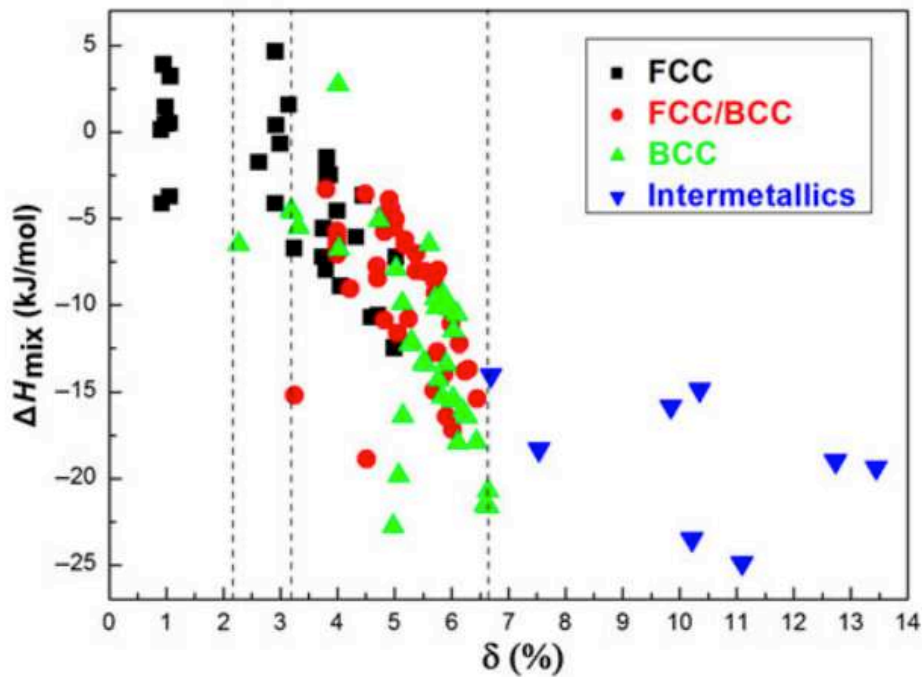 FCC
FCC/BCC
BCC
Intermetallics
5
0
−5
−10
−15
−20
−25
ΔHmix (kJ/mol)
0 1 2 3 4 5 6 7 8 9 10 11 12 13 14
δ (%)